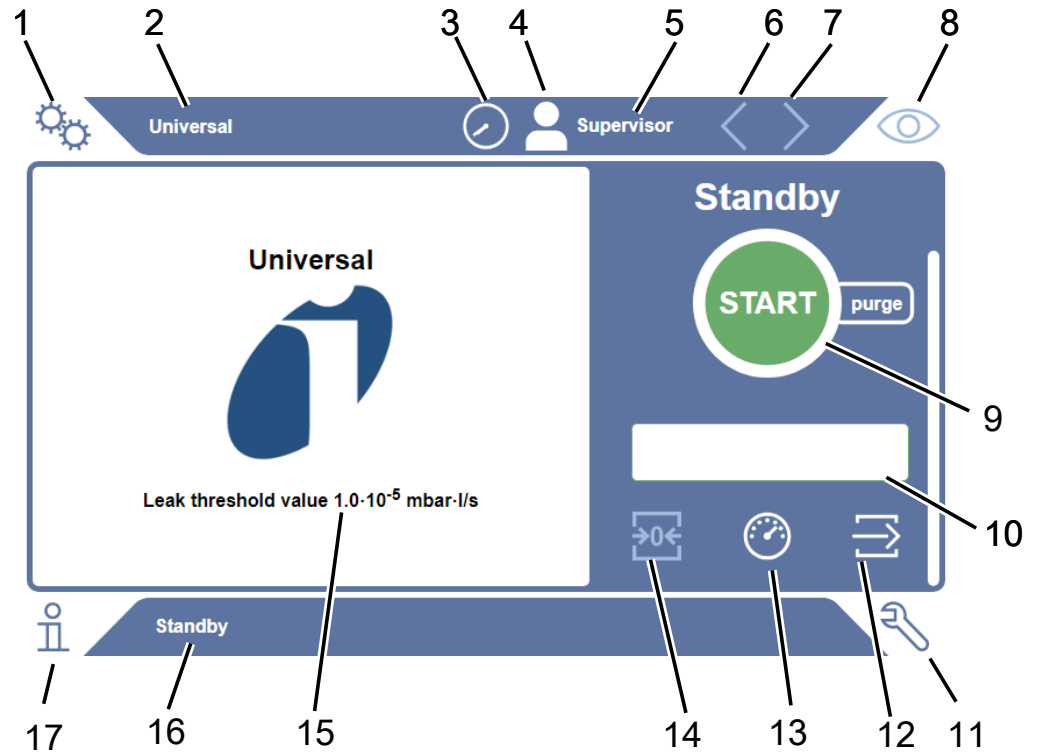 1 2 3 4 5 6 7 8
Universal Supervisor
Standby
Universal
START purge
9
Leak threshold value 1.0·10⁻⁵ mbar·l/s
10
→0←
Standby
17 16 15 14 13 12 11